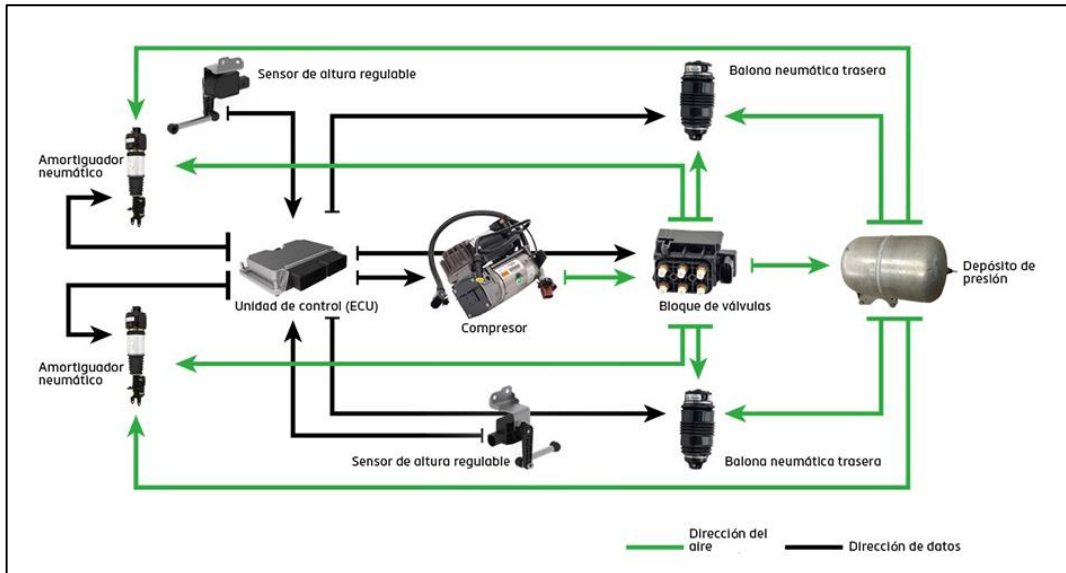 Sensor de altura regulable
Balona neumática trasera
Amortiguador
neumático
Unidad de control (ECU)
Compresor
Bloque de válvulas
Depósito de
presión
Amortiguador
neumático
Sensor de altura regulable
Balona neumática trasera
Dirección del
aire
Dirección de datos